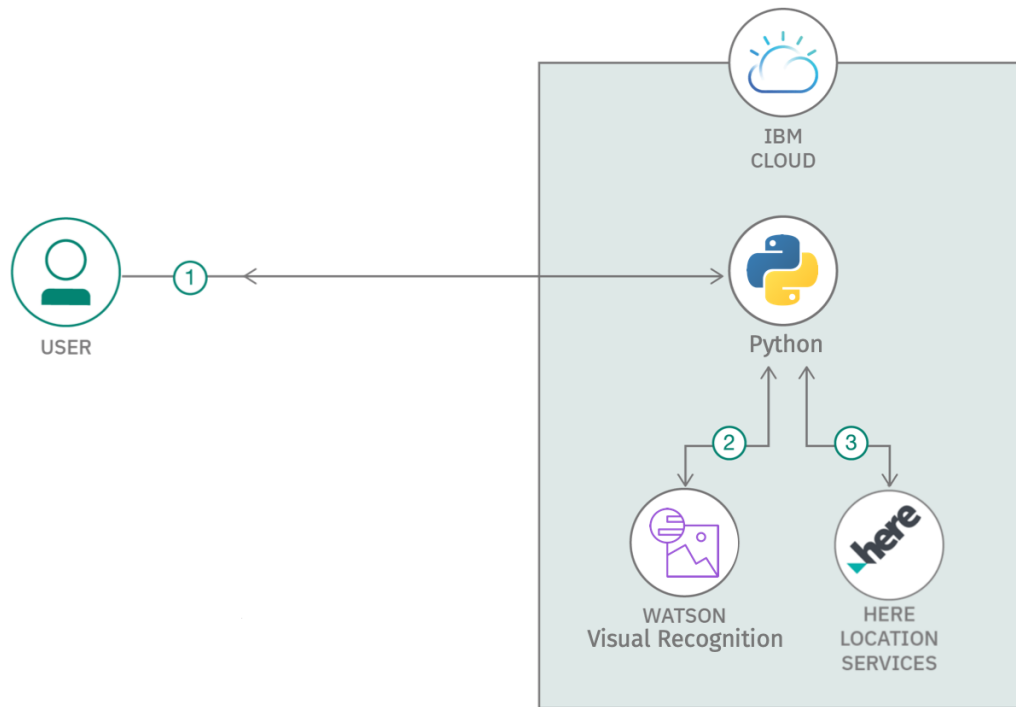 IBM
CLOUD
1
USER
Python
2
3
here
WATSON
Visual Recognition
HERE
LOCATION
SERVICES